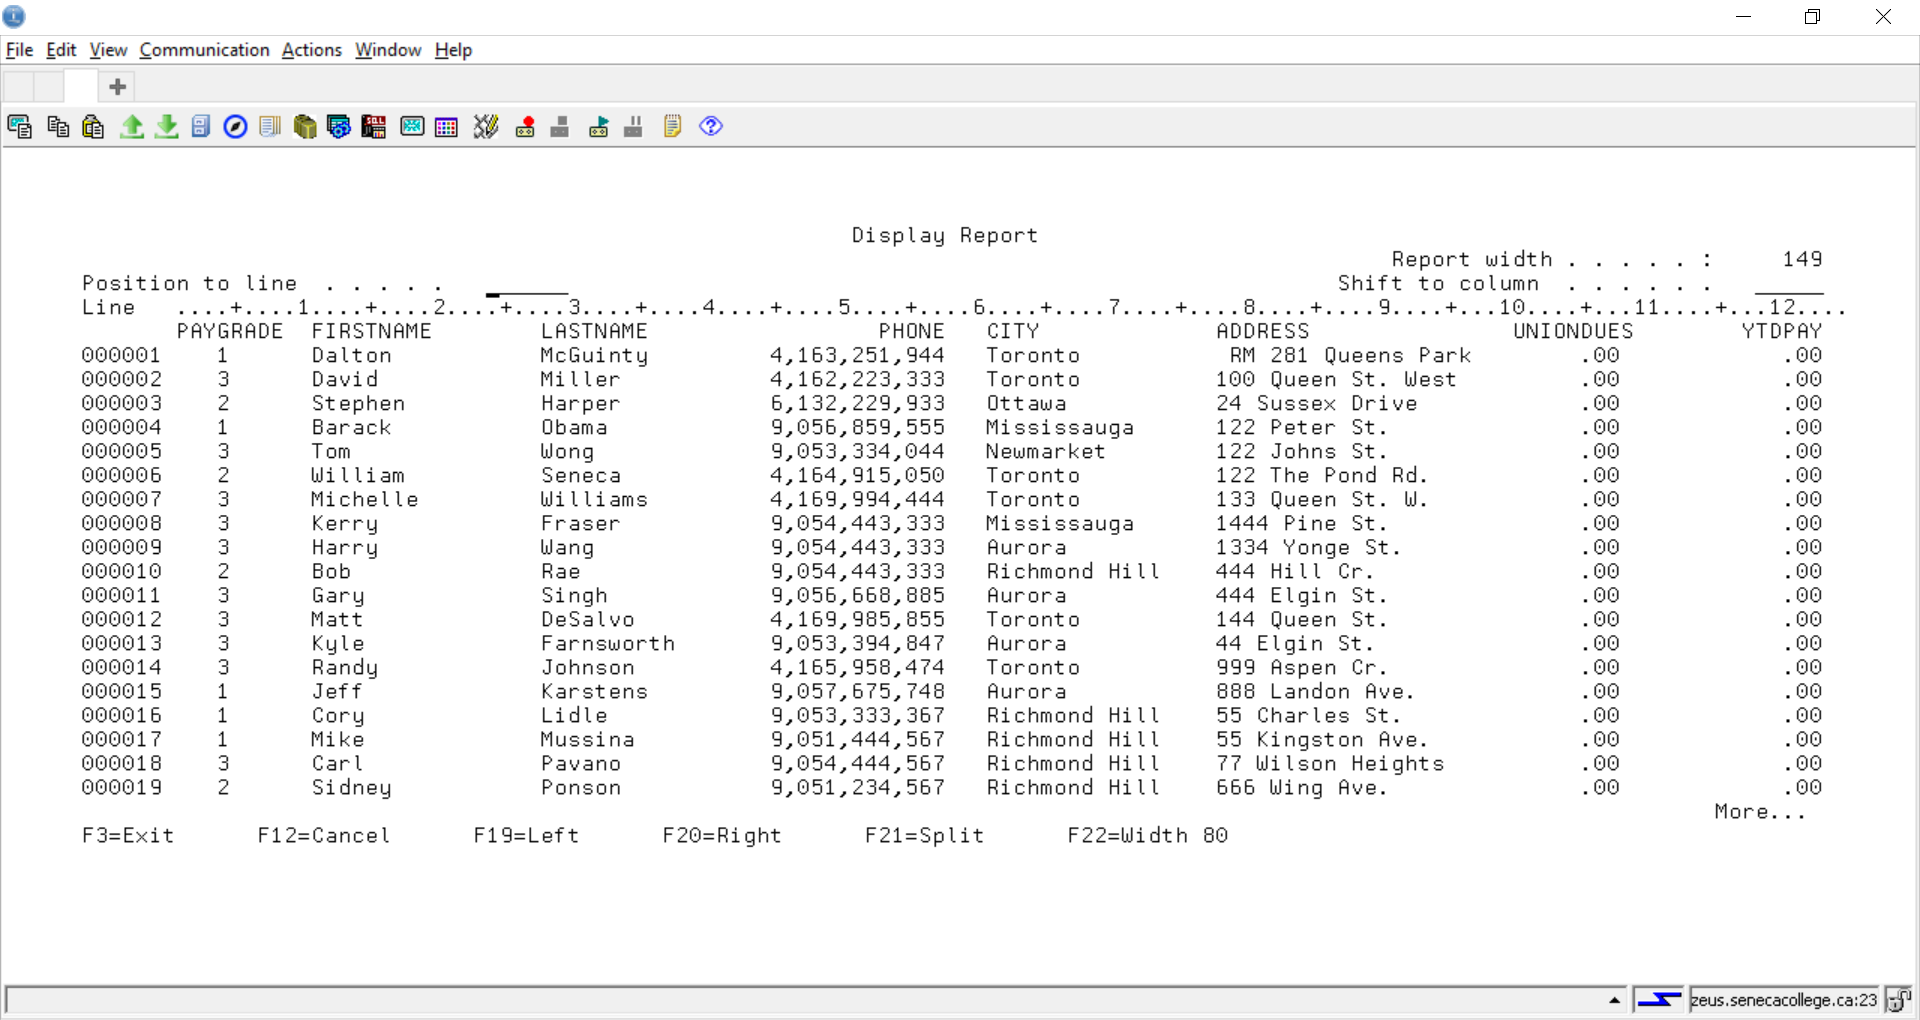 File Edit View Communication Actions Window Help
Display Report
Report width . . . . . : 149
Position to line . . . . . Shift to column . . . . . .
Line ....+....1....+....2....+....3....+....4....+....5....+....6....+....7....+....8....+....9....+...10....+...11....+...12....
PAYGRADE FIRSTNAME LASTNAME PHONE CITY ADDRESS UNIONDUES YTDPAY
000001 1 Dalton McGuinty 4,163,251,944 Toronto RM 281 Queens Park .00 .00
000002 3 David Miller 4,162,223,333 Toronto 100 Queen St. West .00 .00
000003 2 Stephen Harper 6,132,229,933 Ottawa 24 Sussex Drive .00 .00
000004 1 Barack Obama 9,056,859,555 Mississauga 122 Peter St. .00 .00
000005 3 Tom Wong 9,053,334,044 Newmarket 122 Johns St. .00 .00
000006 2 William Seneca 4,164,915,050 Toronto 122 The Pond Rd. .00 .00
000007 3 Michelle Williams 4,169,994,444 Toronto 133 Queen St. W. .00 .00
000008 3 Kerry Fraser 9,054,443,333 Mississauga 1444 Pine St. .00 .00
000009 3 Harry Wang 9,054,443,333 Aurora 1334 Yonge St. .00 .00
000010 2 Bob Rae 9,054,443,333 Richmond Hill 444 Hill Cr. .00 .00
000011 3 Gary Singh 9,056,668,885 Aurora 444 Elgin St. .00 .00
000012 3 Matt DeSalvo 4,169,985,855 Toronto 144 Queen St. .00 .00
000013 3 Kyle Farnsworth 9,053,394,847 Aurora 44 Elgin St. .00 .00
000014 3 Randy Johnson 4,165,958,474 Toronto 999 Aspen Cr. .00 .00
000015 1 Jeff Karstens 9,057,675,748 Aurora 888 Landon Ave. .00 .00
000016 1 Cory Lidle 9,053,333,367 Richmond Hill 55 Charles St. .00 .00
000017 1 Mike Mussina 9,051,444,567 Richmond Hill 55 Kingston Ave. .00 .00
000018 3 Carl Pavano 9,054,444,567 Richmond Hill 77 Wilson Heights .00 .00
000019 2 Sidney Ponson 9,051,234,567 Richmond Hill 666 Wing Ave. .00 .00
More...
F3=Exit F12=Cancel F19=Left F20=Right F21=Split F22=Width 80
zeus.senecacollege.ca:23